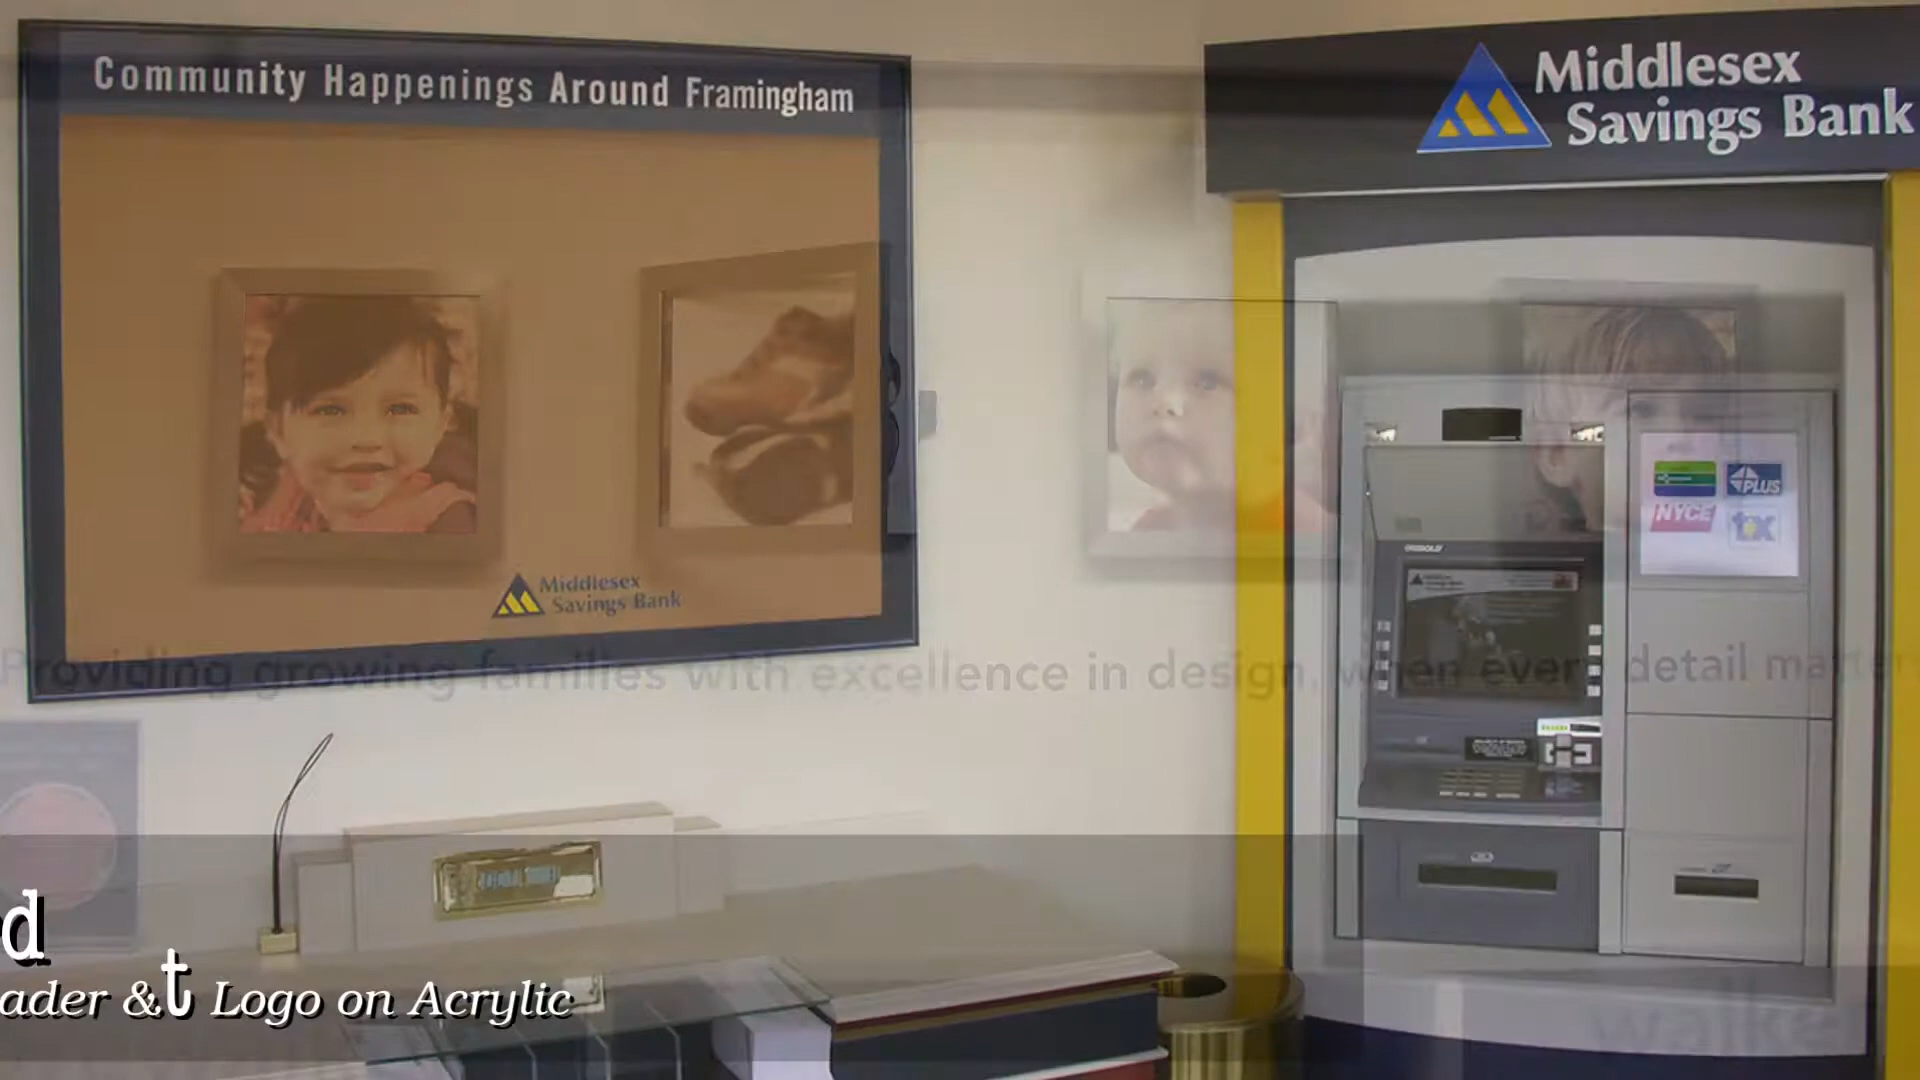 Community Happenings Around Framingham
Middlesex
Savings Bank
PLUS
NYCE
Middlesex
Savings Bank
Providing growing families with excellence in design, when every detail matters
d
ader & t Logo on Acrylic
walke